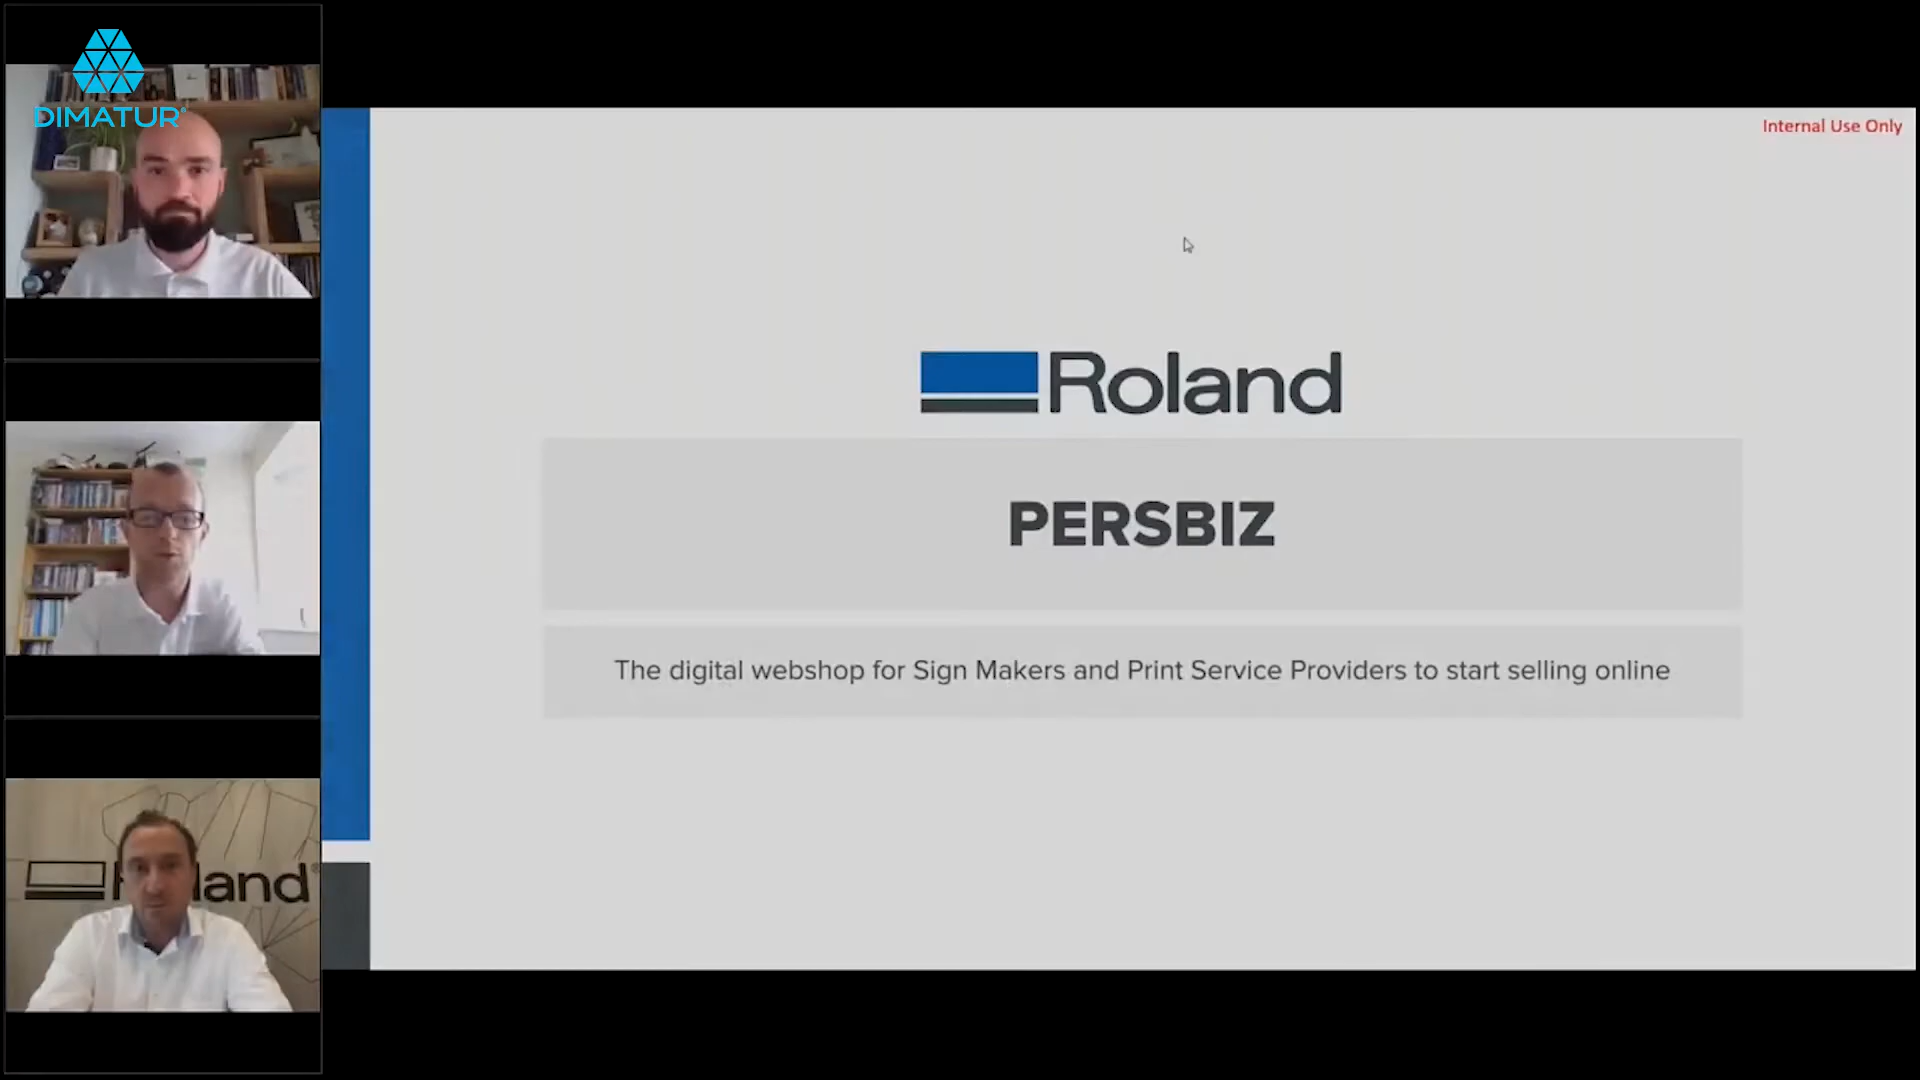 DIMATUR
Internal Use Only
Roland
PERSBIZ
The digital webshop for Sign Makers and Print Service Providers to start selling online
land